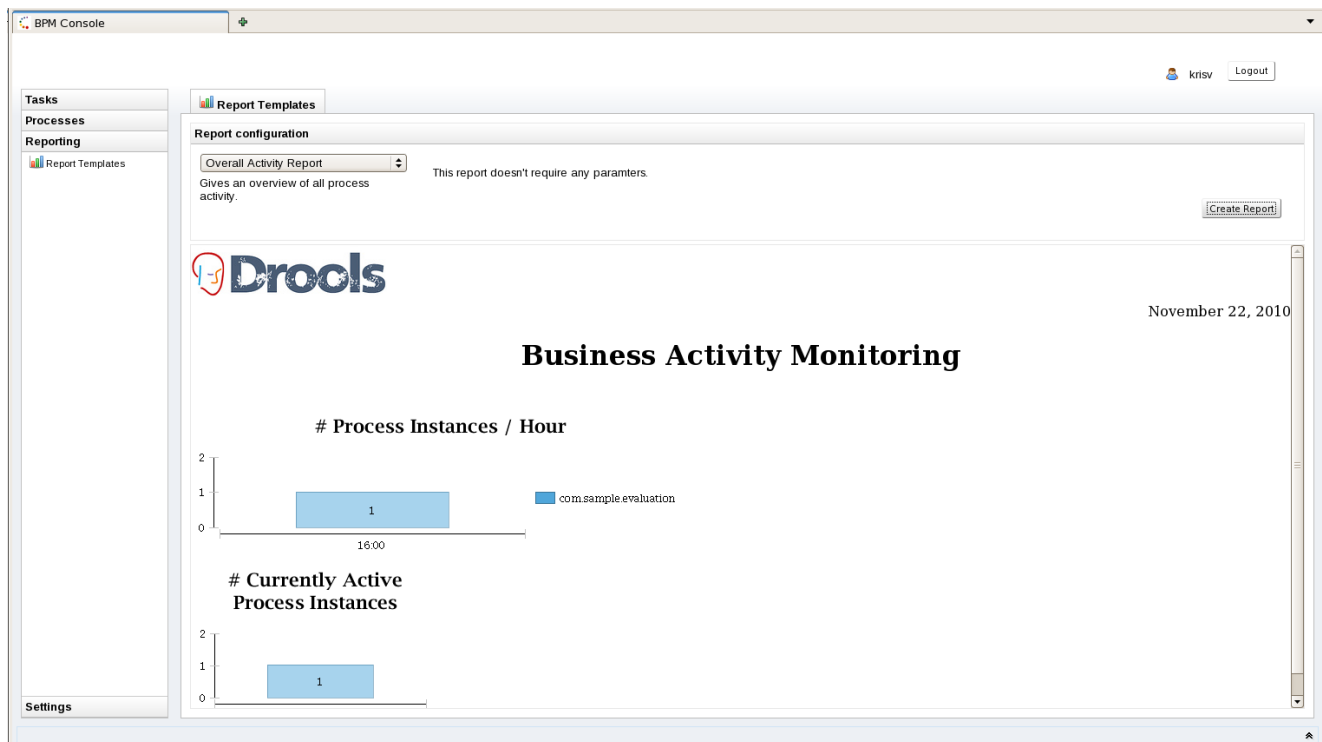 BPM Console
krisv
Logout
Tasks
Processes
Reporting
Report Templates
Settings
Report Templates
Report configuration
Overall Activity Report
Gives an overview of all process
activity.
This report doesn't require any paramters.
Create Report
Drools
November 22, 2010
Business Activity Monitoring
# Process Instances / Hour
2
1
0
1
16:00
com.sample.evaluation
# Currently Active
Process Instances
2
1
0
1